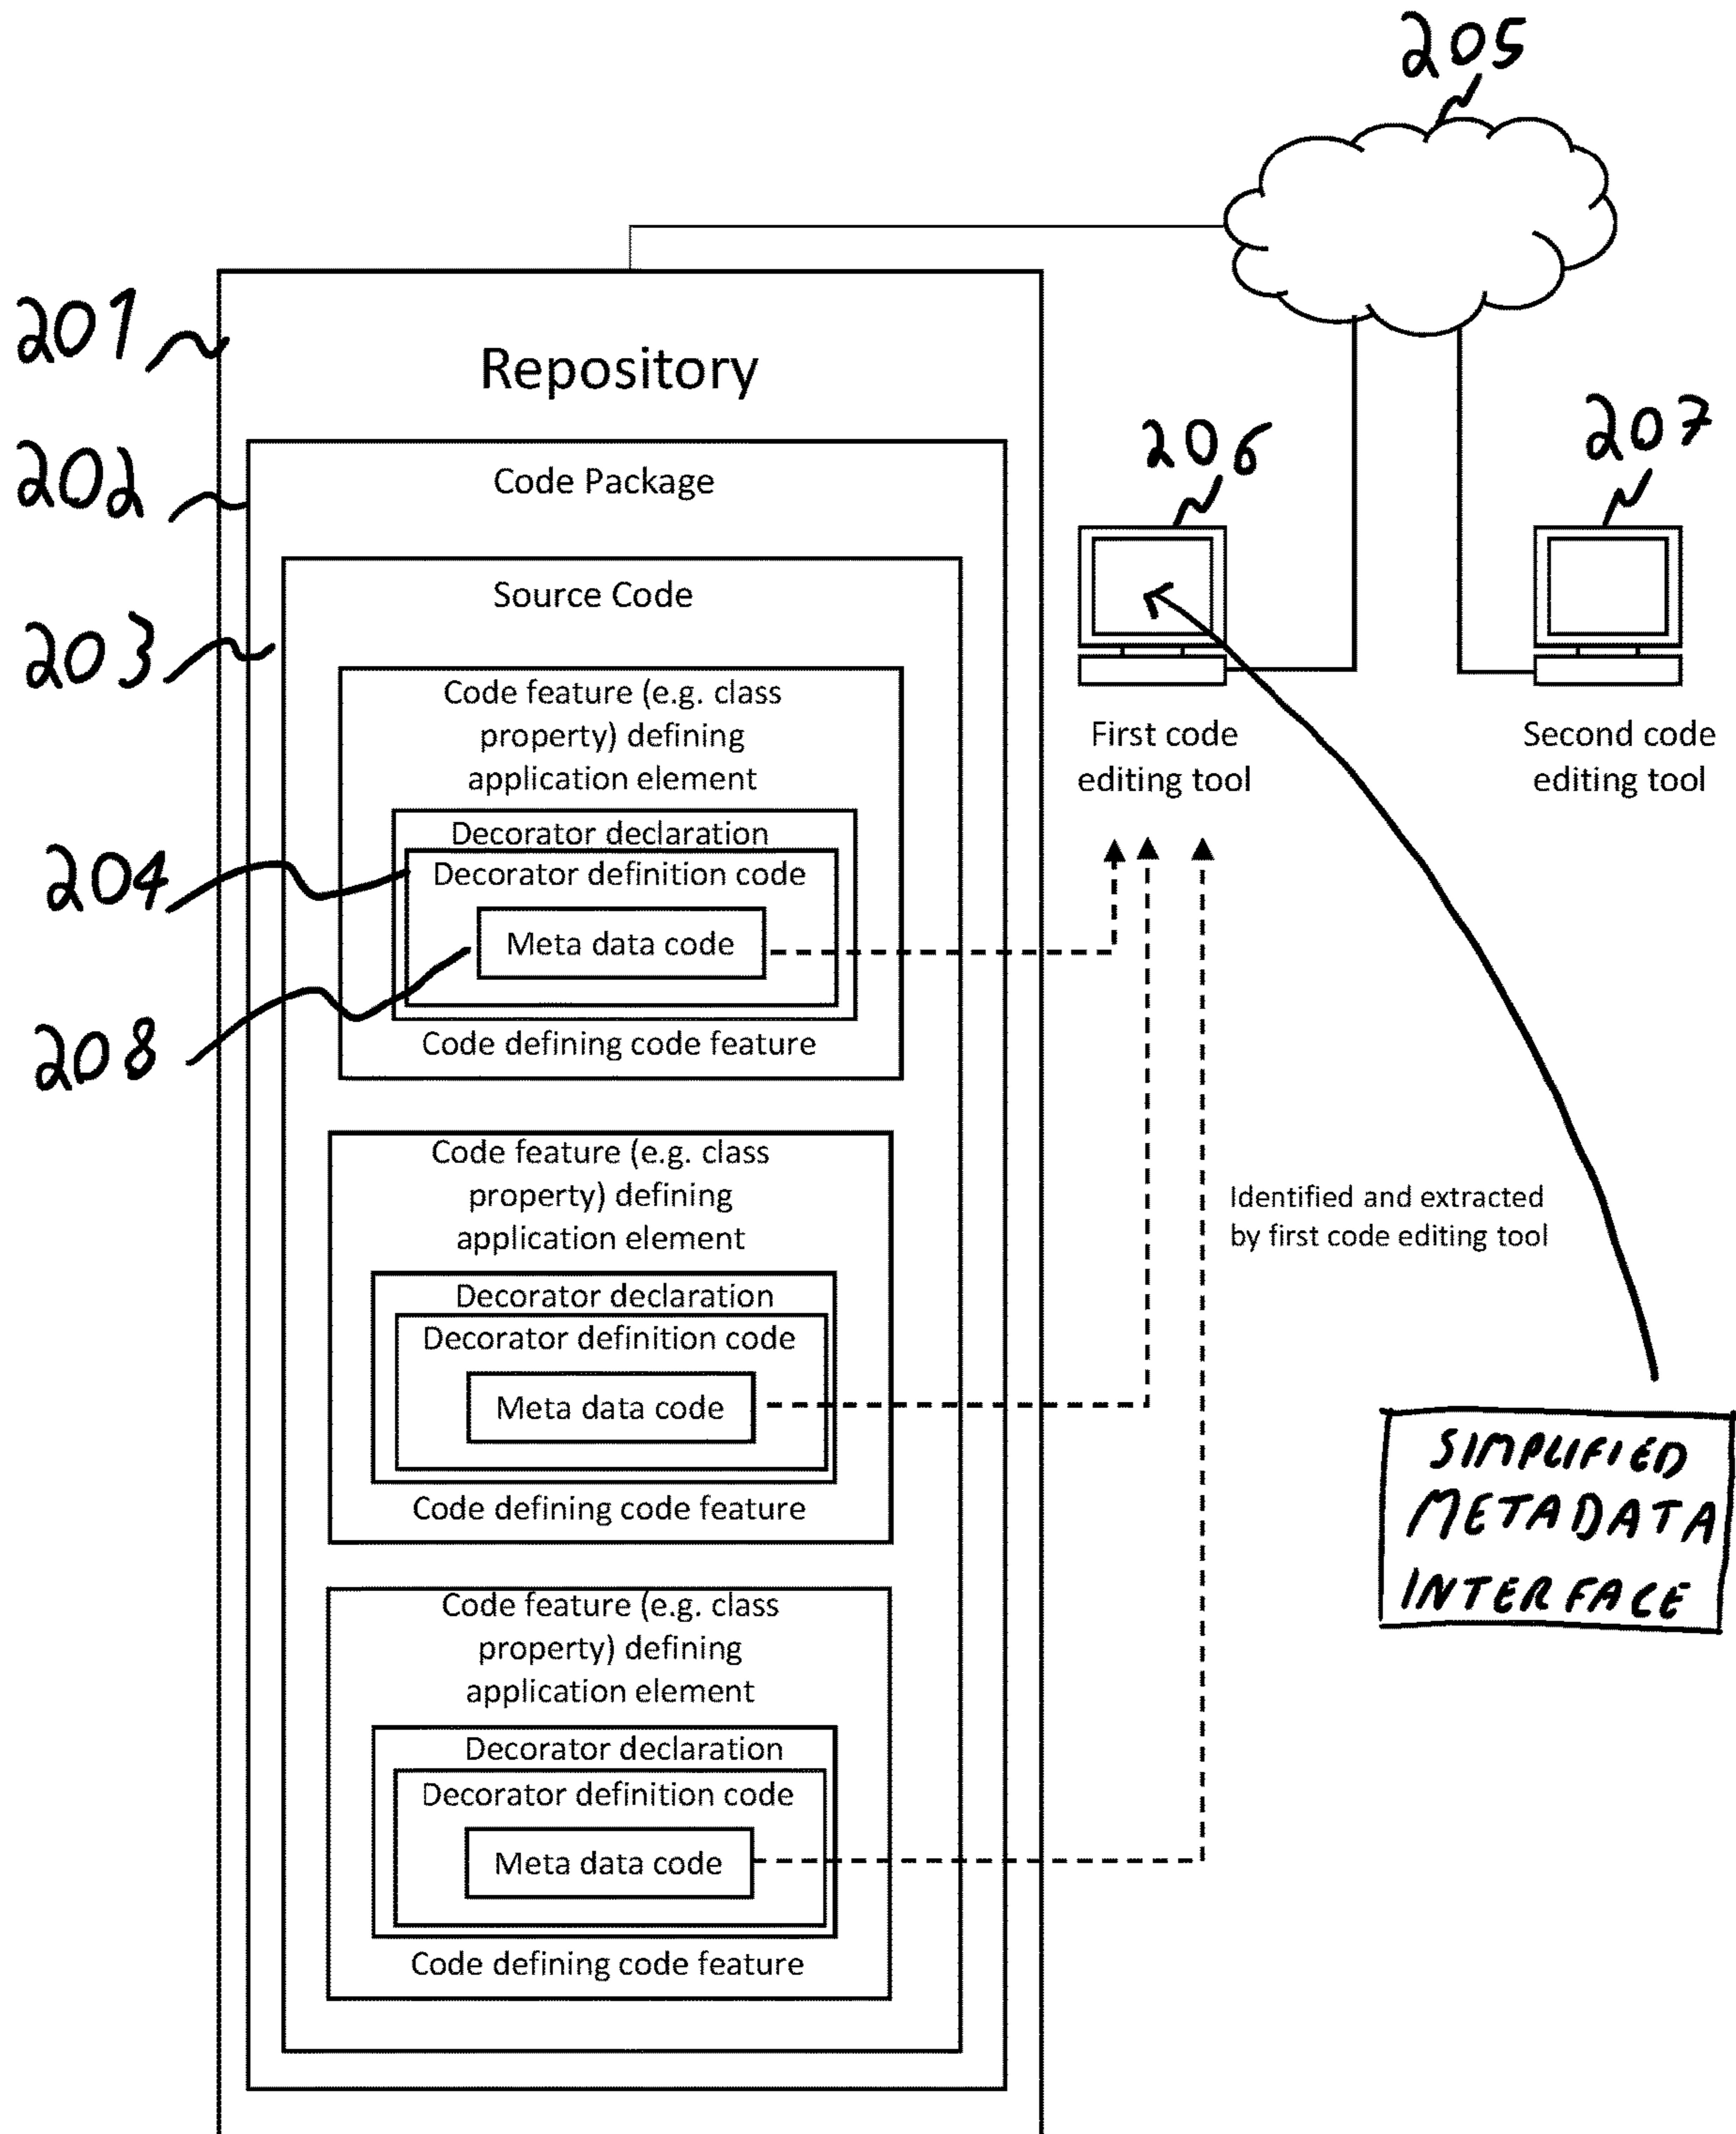 205
201
Repository
202
Code Package
206
207
203
Source Code
Code feature (e.g. class
property) defining
application element
First code
editing tool
Second code
editing tool
204
Decorator declaration
Decorator definition code
Meta data code
208
Code defining code feature
Code feature (e.g. class
property) defining
application element
Identified and extracted
by first code editing tool
Decorator declaration
Decorator definition code
Meta data code
Code defining code feature
SIMPLIFIED
METADATA
INTERFACE
Code feature (e.g. class
property) defining
application element
Decorator declaration
Decorator definition code
Meta data code
Code defining code feature